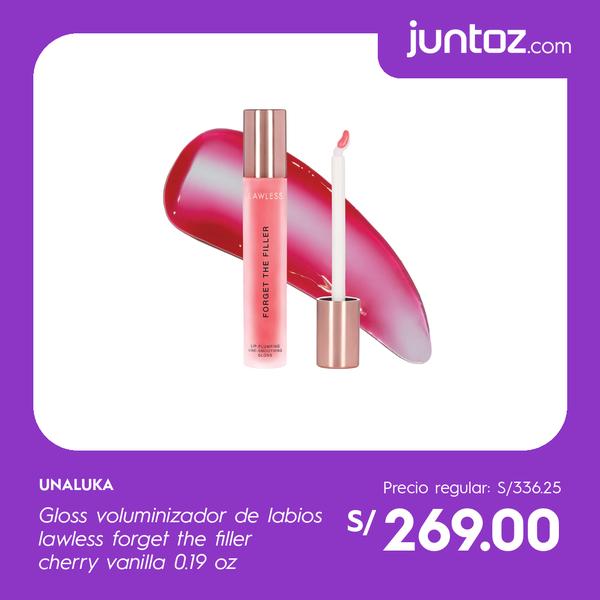 juntoz.com
LAWLESS
FORGET THE FILLER
LIP PLUMPING
LINE-SMOOTHING
GLOSS
UNALUKA
Gloss voluminizador de labios
lawless forget the filler
cherry vanilla 0.19 oz
Precio regular: S/336.25
S/ 269.00